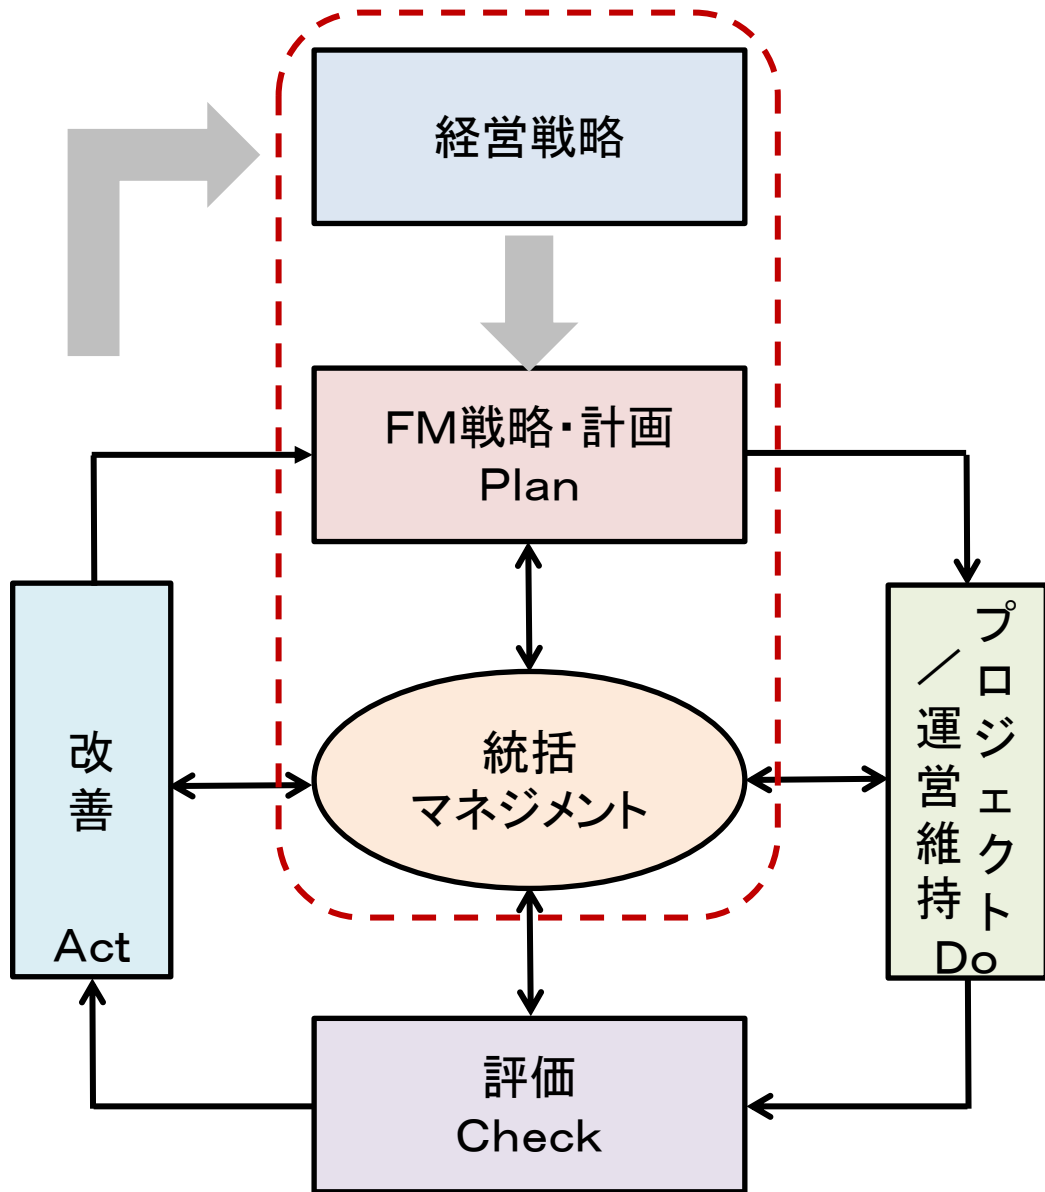 経営戦略
FM戦略・計画
Plan
統括
マネジメント
プロジェクト
／運営維持
Do
改善
Act
評価
Check